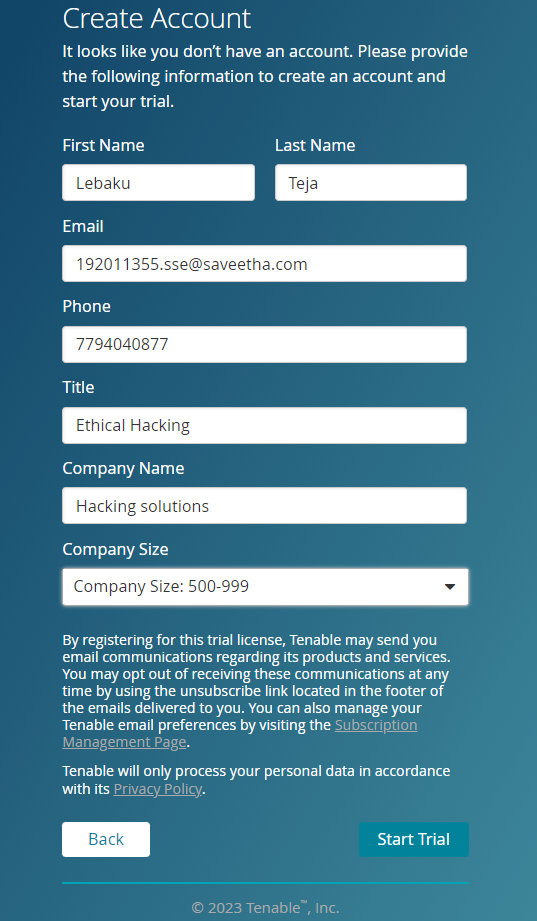 Create Account
It looks like you don’t have an account. Please provide
the following information to create an account and
start your trial.
First Name Last Name
Lebaku Teja
Email
192011355.sse@saveetha.com
Phone
7794040877
Title
Ethical Hacking
Company Name
Hacking solutions
Company Size
Company Size: 500-999
By registering for this trial license, Tenable may send you
email communications regarding its products and services.
You may opt out of receiving these communications at any
time by using the unsubscribe link located in the footer of
the emails delivered to you. You can also manage your
Tenable email preferences by visiting the Subscription
Management Page.
Tenable will only process your personal data in accordance
with its Privacy Policy.
Back Start Trial
© 2023 Tenable™, Inc.